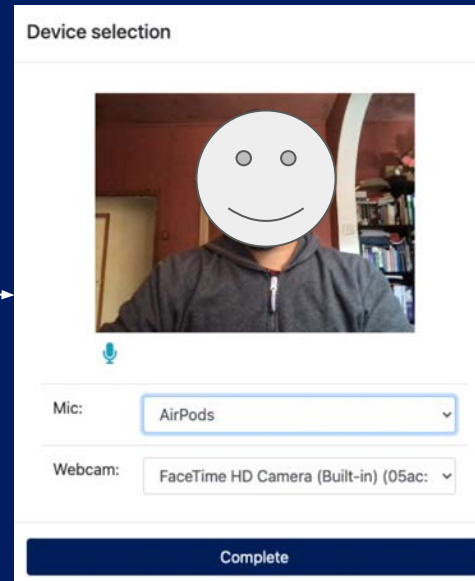 Device selection
Mic:
AirPods
Webcam:
FaceTime HD Camera (Built-in) (05ac:
Complete